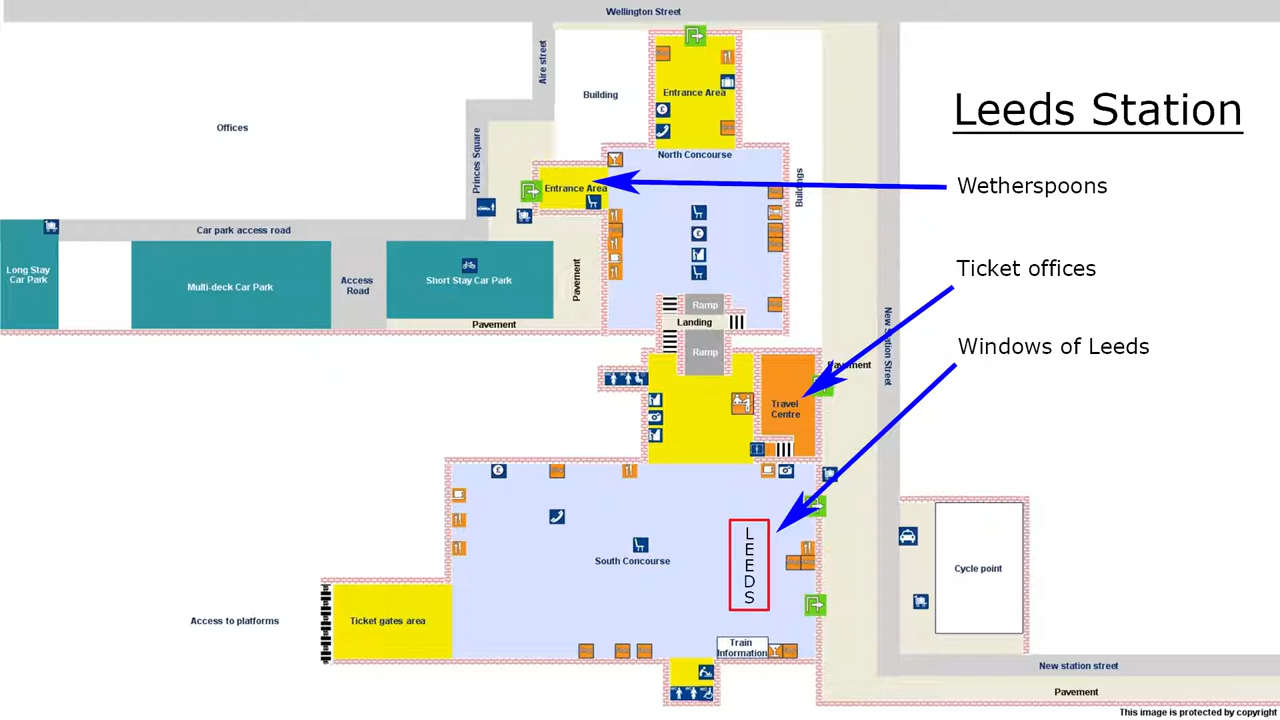 Wellington Street
Aire street
Building
Entrance Area
Leeds Station
Offices
Princes Square
North Concourse
Entrance Area
Buildings
Wetherspoons
Car park access road
Long Stay
Car Park
Multi-deck Car Park
Access
Road
Short Stay Car Park
Pavement
Pavement
Ticket offices
Ramp
Landing
Ramp
New Station Street
Windows of Leeds
Pavement
Travel
Centre
South Concourse
LEEDS
Cycle point
Access to platforms
Ticket gates area
Train
Information
New station street
Pavement
This image is protected by copyright